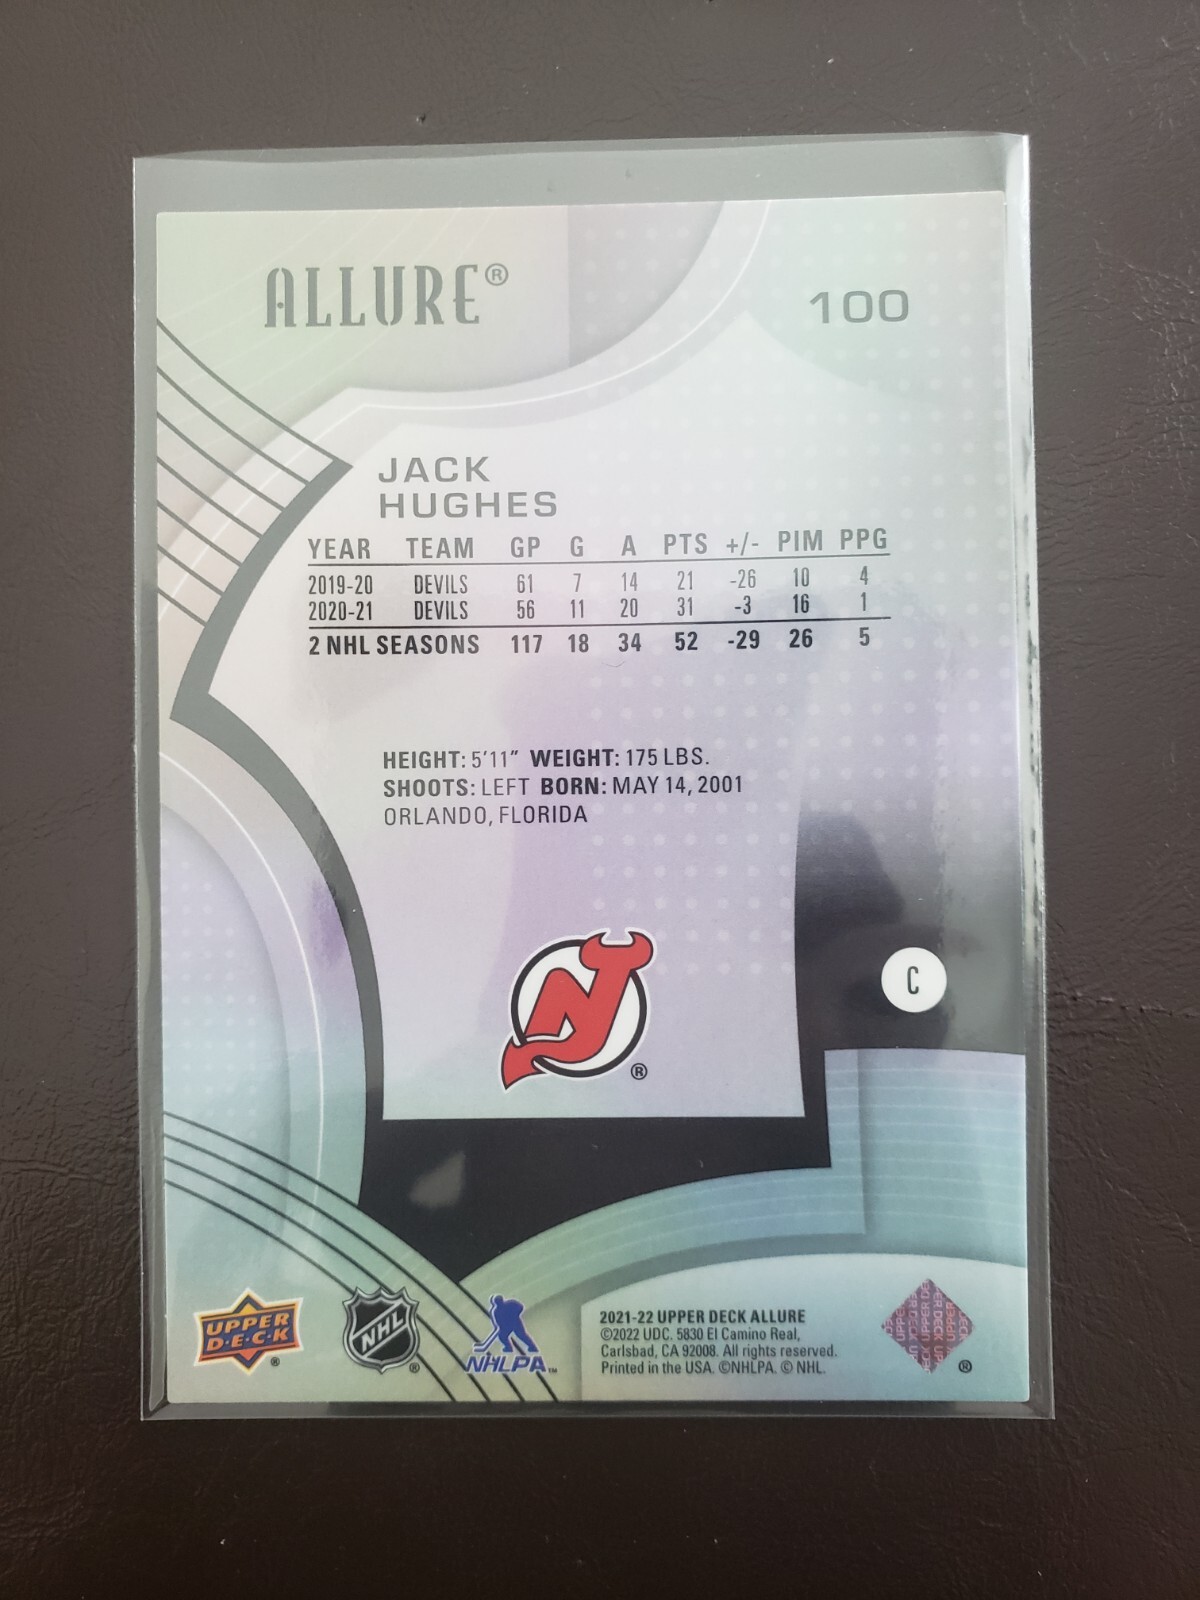 ALLURE®
100
JACK
HUGHES
YEAR TEAM GP G A PTS +/- PIM PPG
2019-20 DEVILS 61 7 14 21 -26 10 4
2020-21 DEVILS 56 11 20 31 -3 16 1
2 NHL SEASONS 117 18 34 52 -29 26 5
HEIGHT: 5'11" WEIGHT: 175 LBS.
SHOOTS: LEFT BORN: MAY 14, 2001
ORLANDO, FLORIDA
NJ ®
C
UPPER
D·E·C·K ®
NHL ®
NHLPA™
2021-22 UPPER DECK ALLURE
©2022 UDC. 5830 El Camino Real,
Carlsbad, CA 92008. All rights reserved.
Printed in the USA. ©NHLPA. © NHL.
UPPER DECK
®